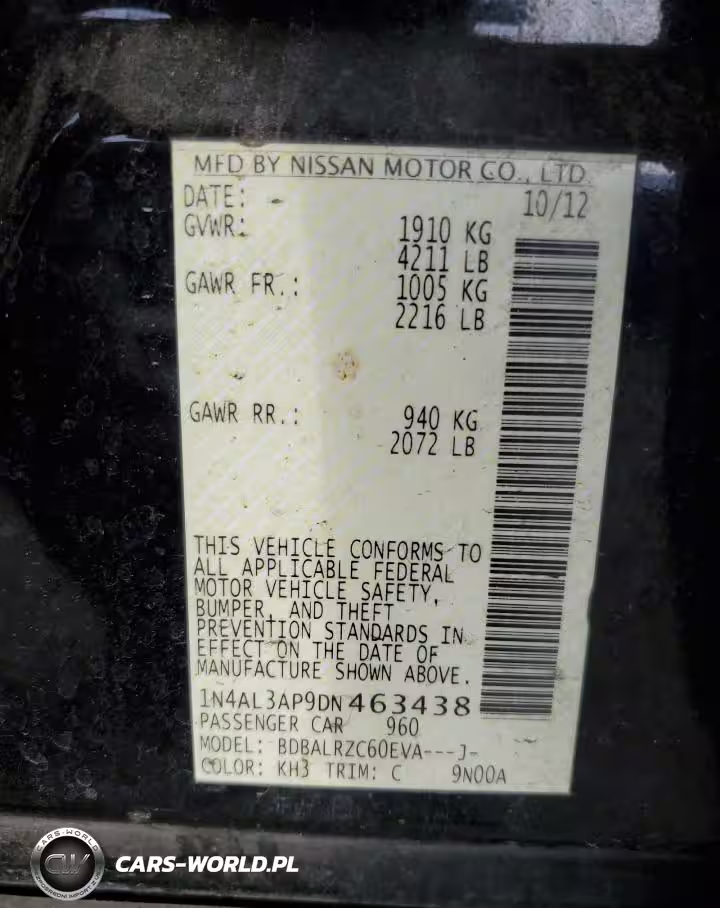 MFD BY NISSAN MOTOR CO., LTD.
DATE: 10/12
GVWR: 1910 KG
4211 LB
GAWR FR.: 1005 KG
2216 LB
GAWR RR.: 940 KG
2072 LB
THIS VEHICLE CONFORMS TO
ALL APPLICABLE FEDERAL
MOTOR VEHICLE SAFETY,
BUMPER, AND THEFT
PREVENTION STANDARDS IN
EFFECT ON THE DATE OF
MANUFACTURE SHOWN ABOVE.
1N4AL3AP9DN463438
PASSENGER CAR 960
MODEL: BDBALRZC60EVA---J-
COLOR: KH3 TRIM: C 9N00A
CARS-WORLD
CW
CARS-WORLD.PL